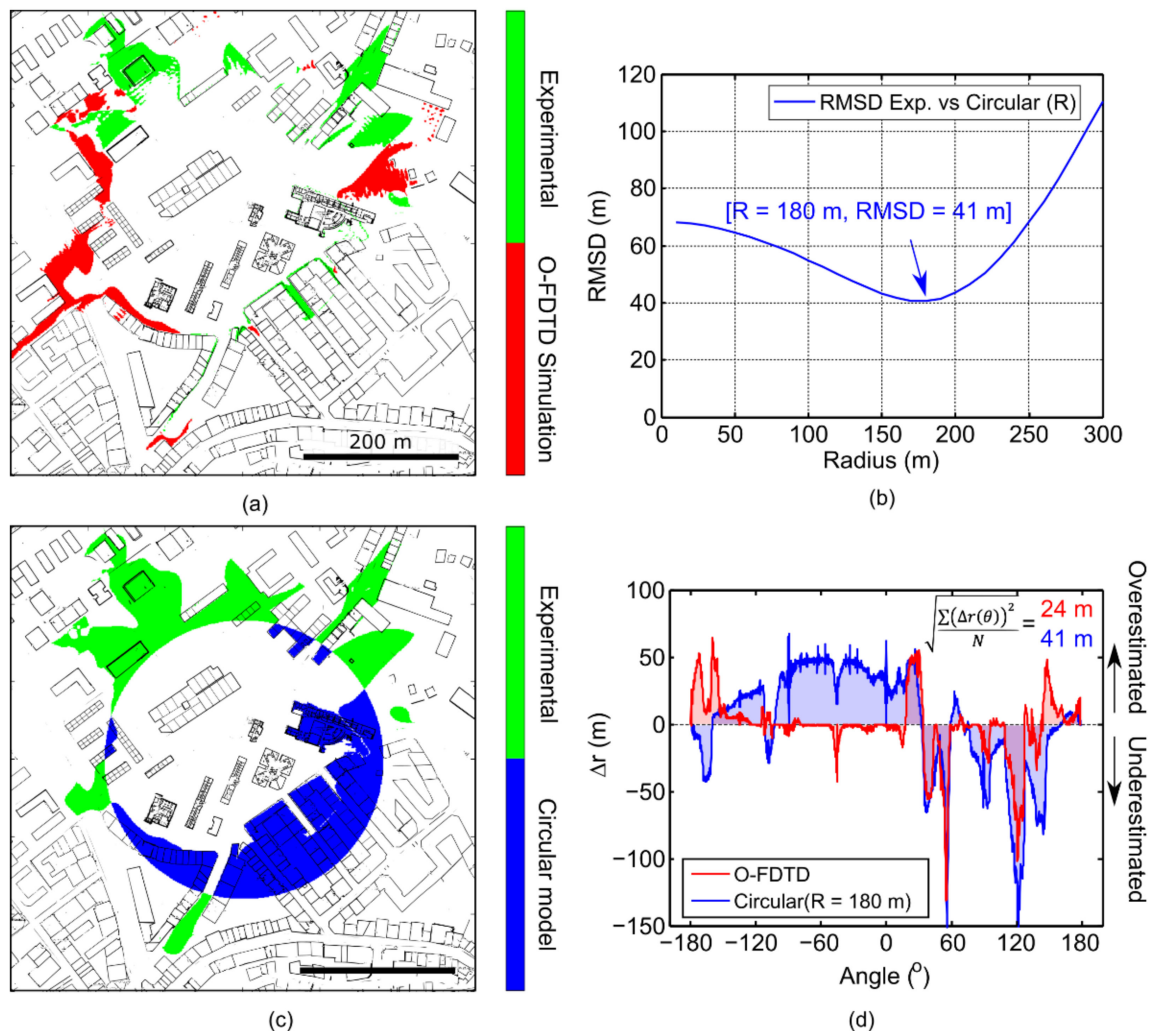 Experimental
O-FDTD Simulation
200 m
(a)
120
100
80
60
40
20
0
RMSD (m)
RMSD Exp. vs Circular (R)
[R = 180 m, RMSD = 41 m]
0 50 100 150 200 250 300
Radius (m)
(b)
Experimental
Circular model
(c)
100
50
0
−50
−100
−150
Δr (m)
√(Σ(Δr(θ))²/N) = 24 m
41 m
Overestimated
Underestimated
O-FDTD
Circular(R = 180 m)
−180 −120 −60 0 60 120 180
Angle (°)
(d)